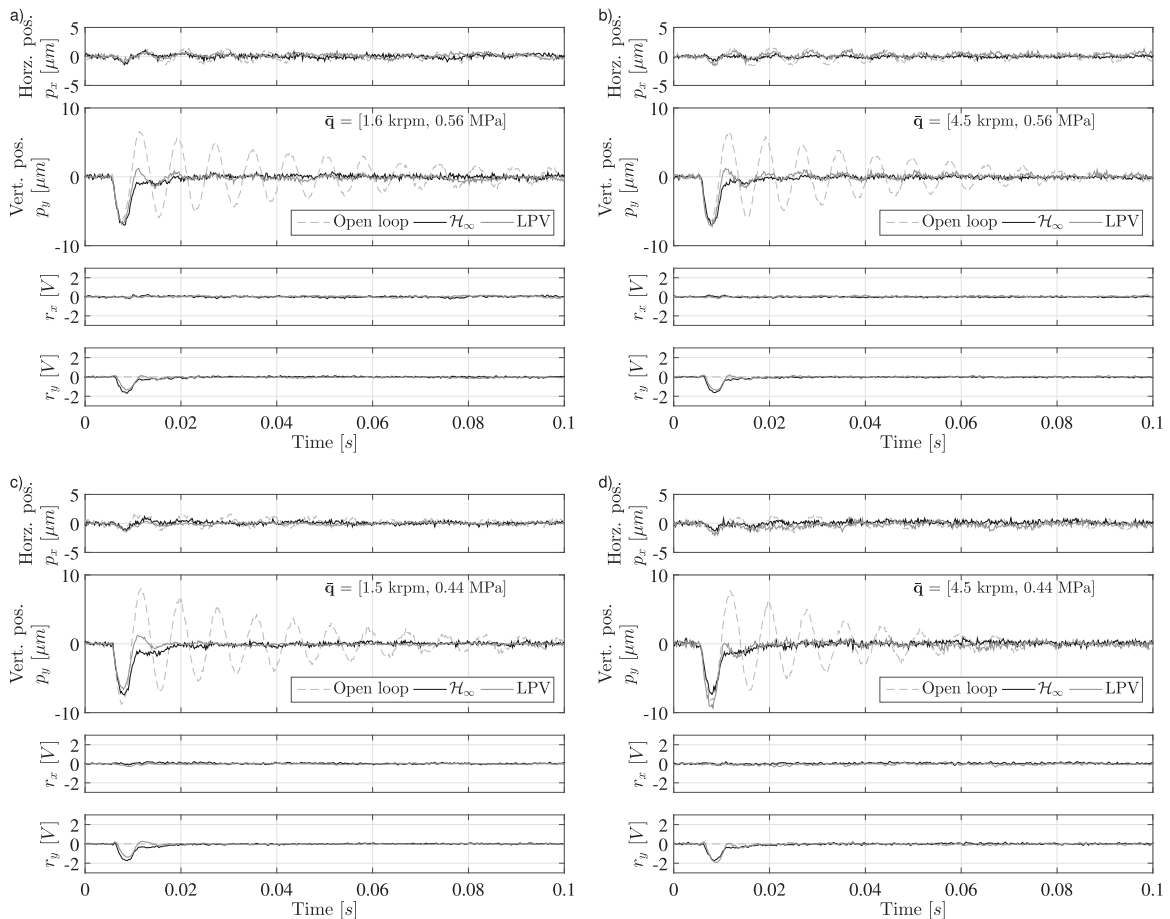 a)
Horz. pos.
p_x [μm]
5
0
-5
Vert. pos.
p_y [μm]
10
0
-10
q̄ = [1.6 krpm, 0.56 MPa]
Open loop H∞ LPV
r_x [V]
2
0
-2
r_y [V]
2
0
-2
0 0.02 0.04 0.06 0.08 0.1
Time [s]
b)
Horz. pos.
p_x [μm]
5
0
-5
Vert. pos.
p_y [μm]
10
0
-10
q̄ = [4.5 krpm, 0.56 MPa]
Open loop H∞ LPV
r_x [V]
2
0
-2
r_y [V]
2
0
-2
0 0.02 0.04 0.06 0.08 0.1
Time [s]
c)
Horz. pos.
p_x [μm]
5
0
-5
Vert. pos.
p_y [μm]
10
0
-10
q̄ = [1.5 krpm, 0.44 MPa]
Open loop H∞ LPV
r_x [V]
2
0
-2
r_y [V]
2
0
-2
0 0.02 0.04 0.06 0.08 0.1
Time [s]
d)
Horz. pos.
p_x [μm]
5
0
-5
Vert. pos.
p_y [μm]
10
0
-10
q̄ = [4.5 krpm, 0.44 MPa]
Open loop H∞ LPV
r_x [V]
2
0
-2
r_y [V]
2
0
-2
0 0.02 0.04 0.06 0.08 0.1
Time [s]